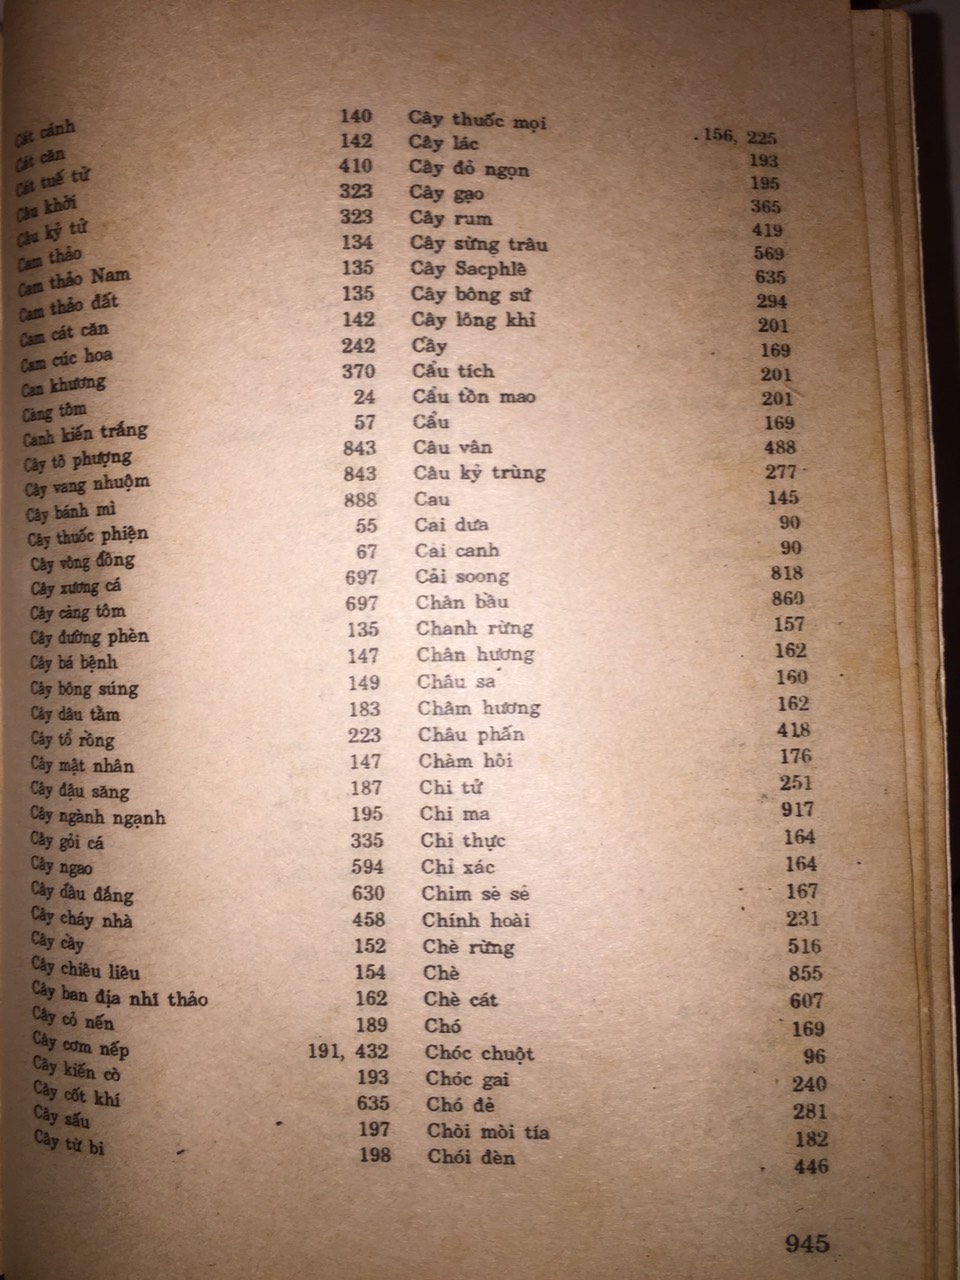 Cát cánh 140
Cát căn 142
Cát tuế tử 410
Câu khởi 323
Câu kỷ tử 323
Cam thảo 134
Cam thảo Nam 135
Cam thảo đất 135
Cam cát căn 142
Cam cúc hoa 242
Can khương 370
Càng tôm 24
Cánh kiến trắng 57
Cây tô phượng 843
Cây vang nhuộm 843
Cây bánh mì 888
Cây thuốc phiện 55
Cây vông đồng 67
Cây xương cá 697
Cây càng tôm 697
Cây đường phèn 135
Cây bá bệnh 147
Cây bông súng 149
Cây dâu tằm 183
Cây tổ rồng 223
Cây mật nhân 147
Cây đậu săng 187
Cây ngành ngạnh 195
Cây gỏi cá 335
Cây ngao 594
Cây dầu đắng 630
Cây cháy nhà 458
Cây cầy 152
Cây chiêu liêu 154
Cây ban địa nhĩ thảo 162
Cây cỏ nến 189
Cây cơm nếp 191, 432
Cây kiến cò 193
Cây cốt khí 635
Cây sấu 197
Cây từ bi 198
Cây thuốc mọi 156, 225
Cây lác 193
Cây đỏ ngọn 195
Cây gạo 365
Cây rum 419
Cây sừng trâu 569
Cây Sacphlè 635
Cây bông sứ 294
Cây lông khỉ 201
Cầy 169
Cẩu tích 201
Cẩu tồn mao 201
Cẩu 169
Câu vân 488
Câu kỷ trùng 277
Cau 145
Cải dưa 90
Cải canh 90
Cải soong 818
Chân bầu 860
Chanh rừng 157
Chân hương 162
Châu sa 160
Châm hương 162
Châu phấn 418
Chàm hôi 176
Chi tử 251
Chi ma 917
Chỉ thực 164
Chỉ xác 164
Chim sẻ sẻ 167
Chính hoài 231
Chè rừng 516
Chè 855
Chè cát 607
Chó 169
Chóc chuột 96
Chóc gai 240
Chó đẻ 281
Chòi mòi tía 182
Chói đèn 446
945